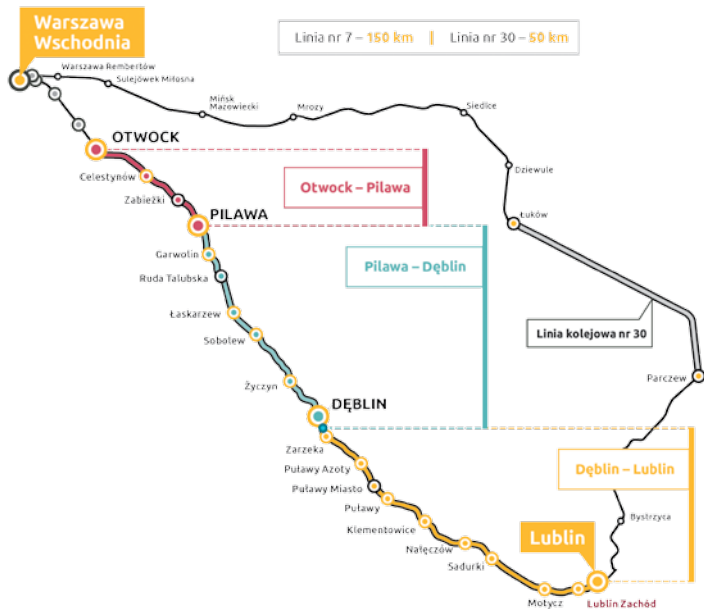 Warszawa
Wschodnia
Linia nr 7 – 150 km || Linia nr 30 – 50 km
Warszawa Rembertów
Sulejówek Miłosna
Mińsk
Mazowiecki
Mrozy
Siedlce
OTWOCK
Celestynów
Dziewule
Otwock – Pilawa
Zabieżki
PILAWA
Łuków
Garwolin
Pilawa – Dęblin
Ruda Talubska
Łaskarzew
Linia kolejowa nr 30
Sobolew
Życzyn
Parczew
DĘBLIN
Zarzeka
Puławy Azoty
Dęblin – Lublin
Puławy Miasto
Puławy
Klementowice
Bystrzyca
Lublin
Nałęczów
Sadurki
Motycz
Lublin Zachód